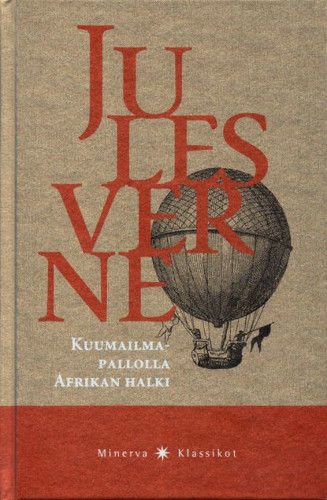 JU
LES
VER
NE
KUUMAILMA-
PALLOLLA
AFRIKAN HALKI
Minerva ✷ Klassikot